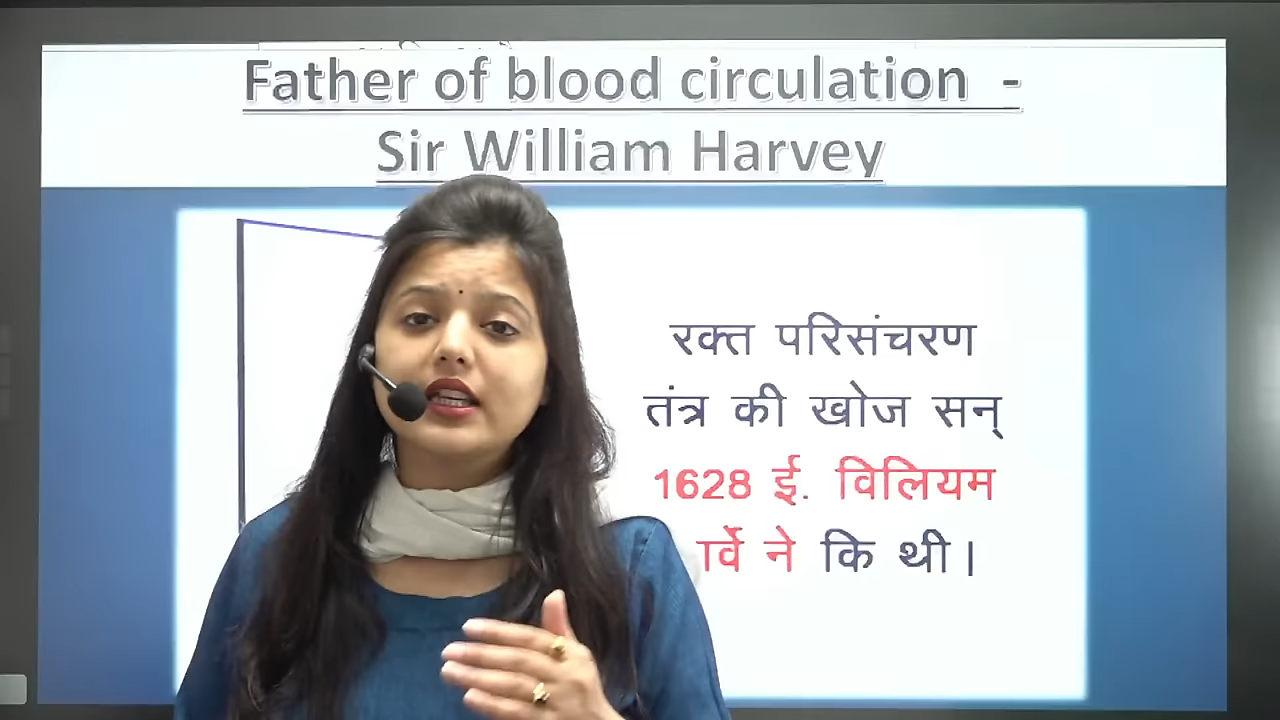 Father of blood circulation -
Sir William Harvey
रक्त परिसंचरण
तंत्र की खोज सन्
1628 ई. विलियम
ार्वे ने कि थी।